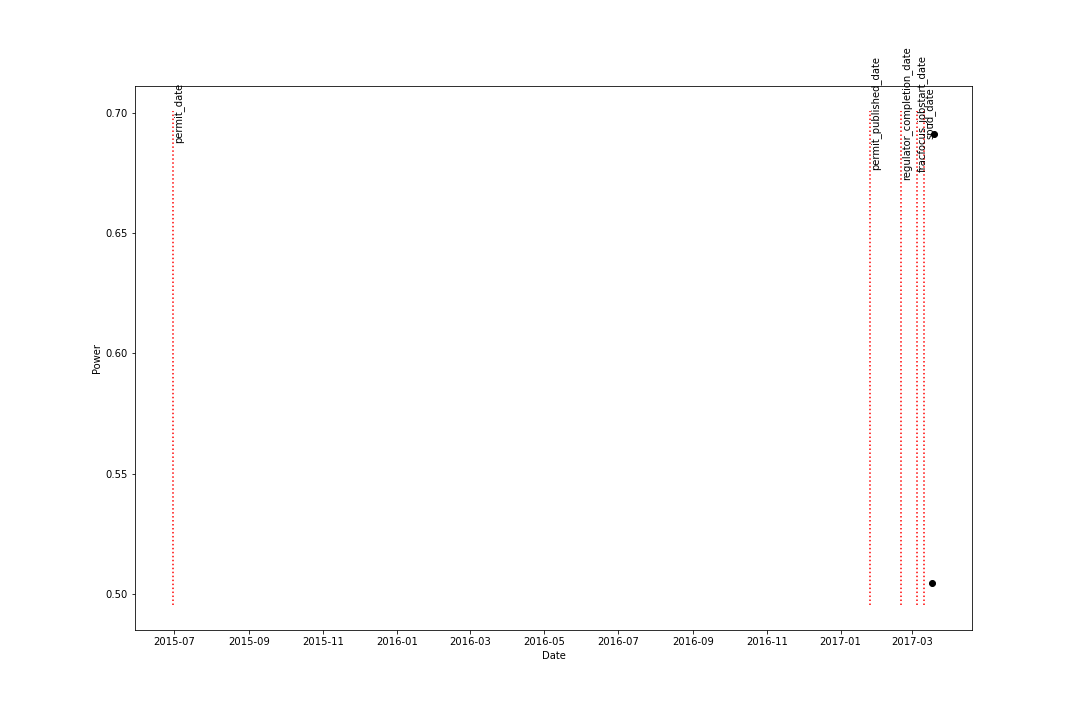 permit_date
permit_published_date
regulator_completion_date
fracfocus_jobstart_date
spud_date
0.70
0.65
0.60
0.55
0.50
Power
2015-07
2015-09
2015-11
2016-01
2016-03
2016-05
2016-07
2016-09
2016-11
2017-01
2017-03
Date